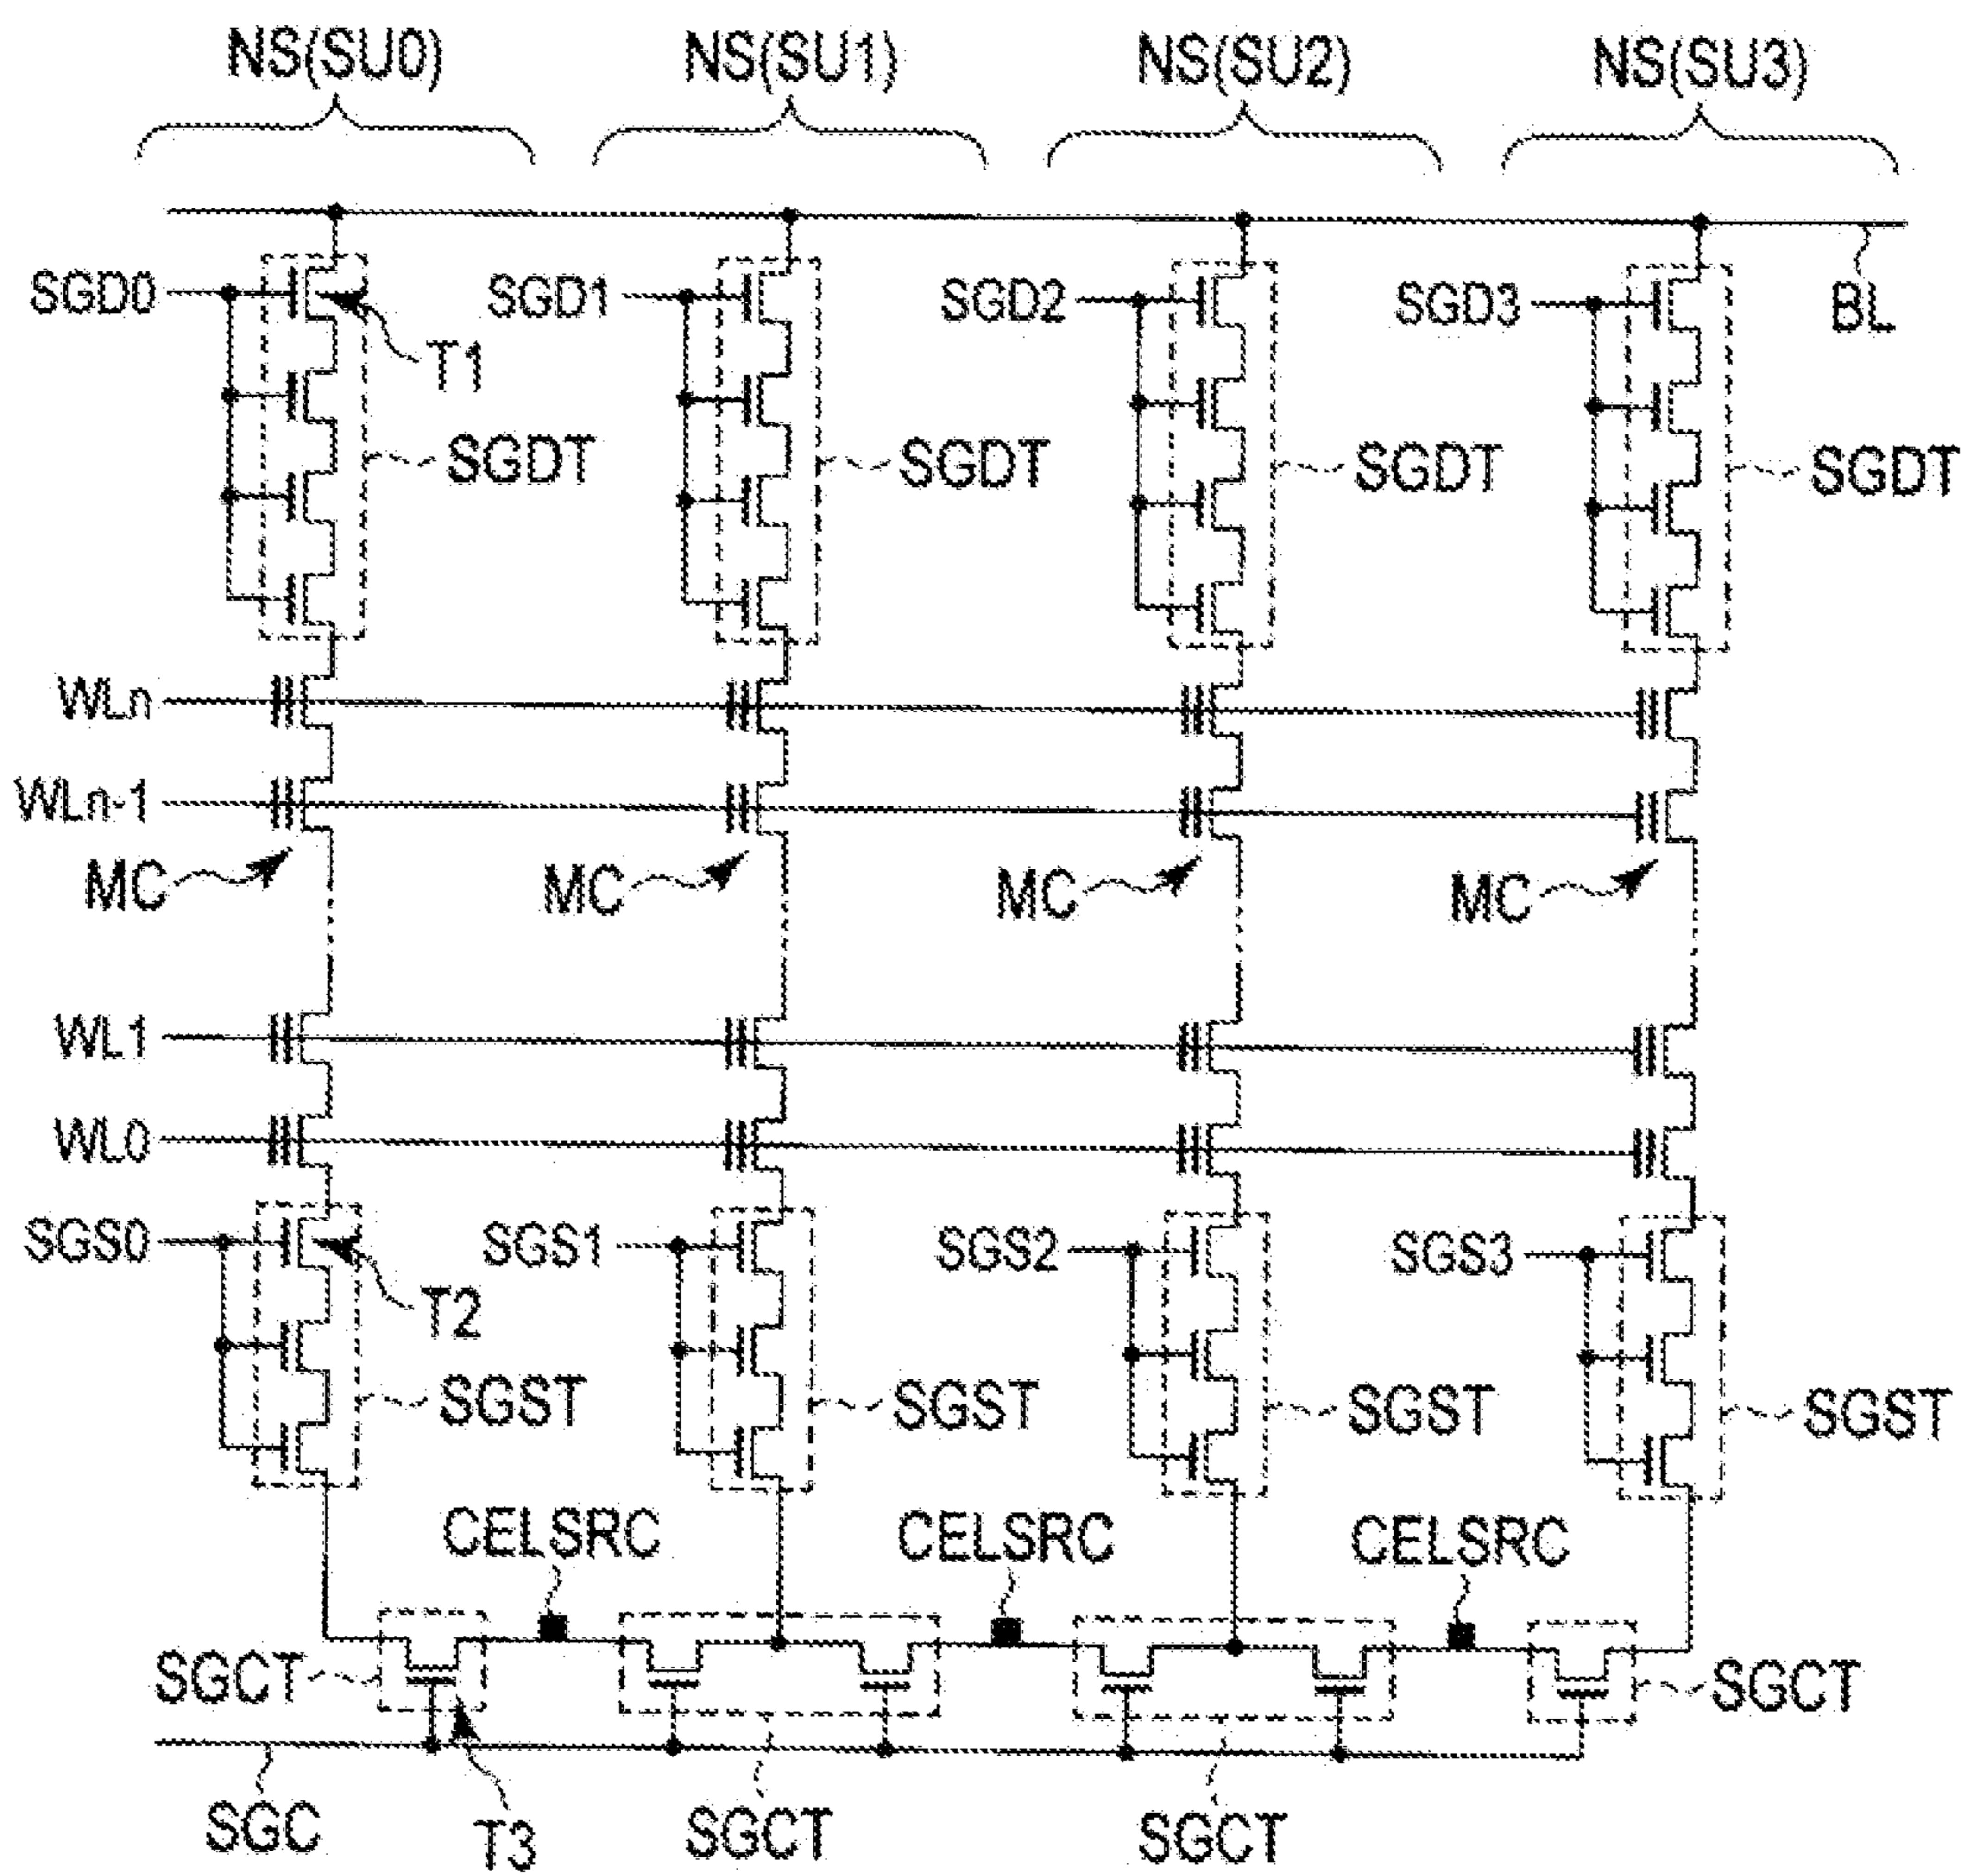 NS(SU0) NS(SU1) NS(SU2) NS(SU3)
SGD0 SGD1 SGD2 SGD3 BL
T1
SGDT SGDT SGDT SGDT
WLn
WLn-1
MC MC MC MC
WL1
WL0
SGS0 SGS1 SGS2 SGS3
T2
SGST SGST SGST SGST
CELSRC CELSRC CELSRC
SGCT SGCT
SGC T3 SGCT SGCT